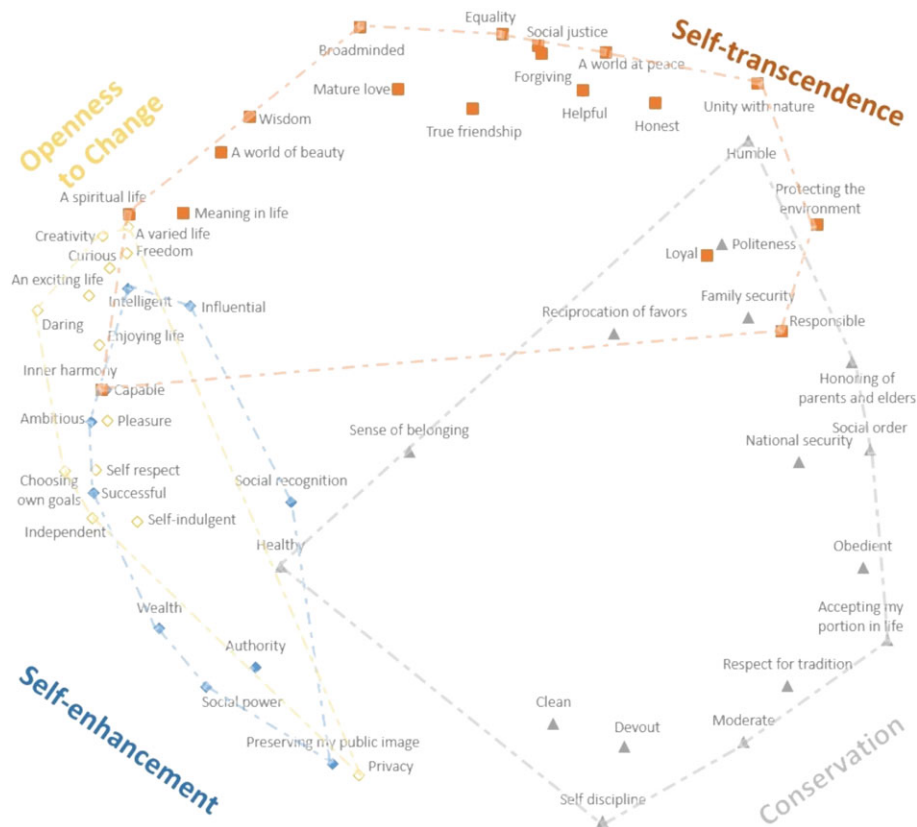 Equality
Social justice
Self-transcendence
Broadminded
A world at peace
Forgiving
Openness
to Change
Mature love
Helpful
Unity with nature
Wisdom
True friendship
Honest
A world of beauty
Humble
A spiritual life
Meaning in life
Protecting the
environment
Creativity
A varied life
Politeness
Curious
Freedom
Loyal
An exciting life
Intelligent
Influential
Family security
Reciprocation of favors
Responsible
Daring
Enjoying life
Inner harmony
Capable
Honoring of
parents and elders
Ambitious
Pleasure
Sense of belonging
Social order
National security
Self respect
Choosing
own goals
Successful
Social recognition
Independent
Self-indulgent
Healthy
Obedient
Wealth
Accepting my
portion in life
Authority
Respect for tradition
Self-enhancement
Social power
Clean
Devout
Moderate
Conservation
Preserving my public image
Privacy
Self discipline